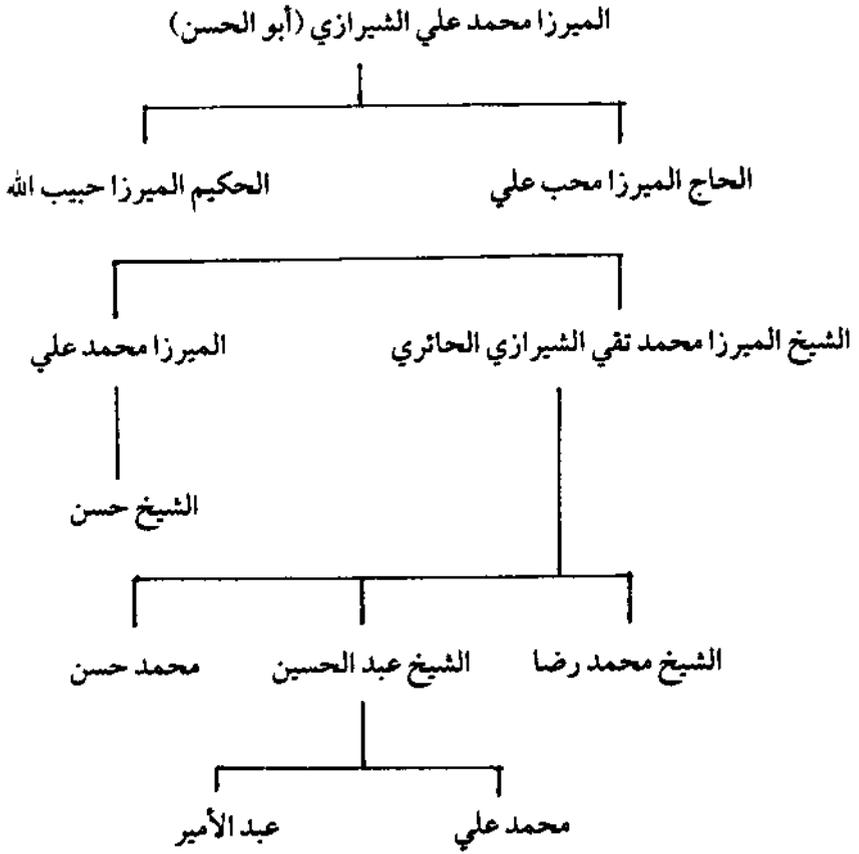 الميرزا محمد علي الشيرازي (أبو الحسن)
الحاج الميرزا محب علي
الحكيم الميرزا حبيب الله
الشيخ الميرزا محمد تقي الشيرازي الحائري
الميرزا محمد علي
الشيخ حسن
الشيخ محمد رضا
الشيخ عبد الحسين
محمد حسن
محمد علي
عبد الأمير